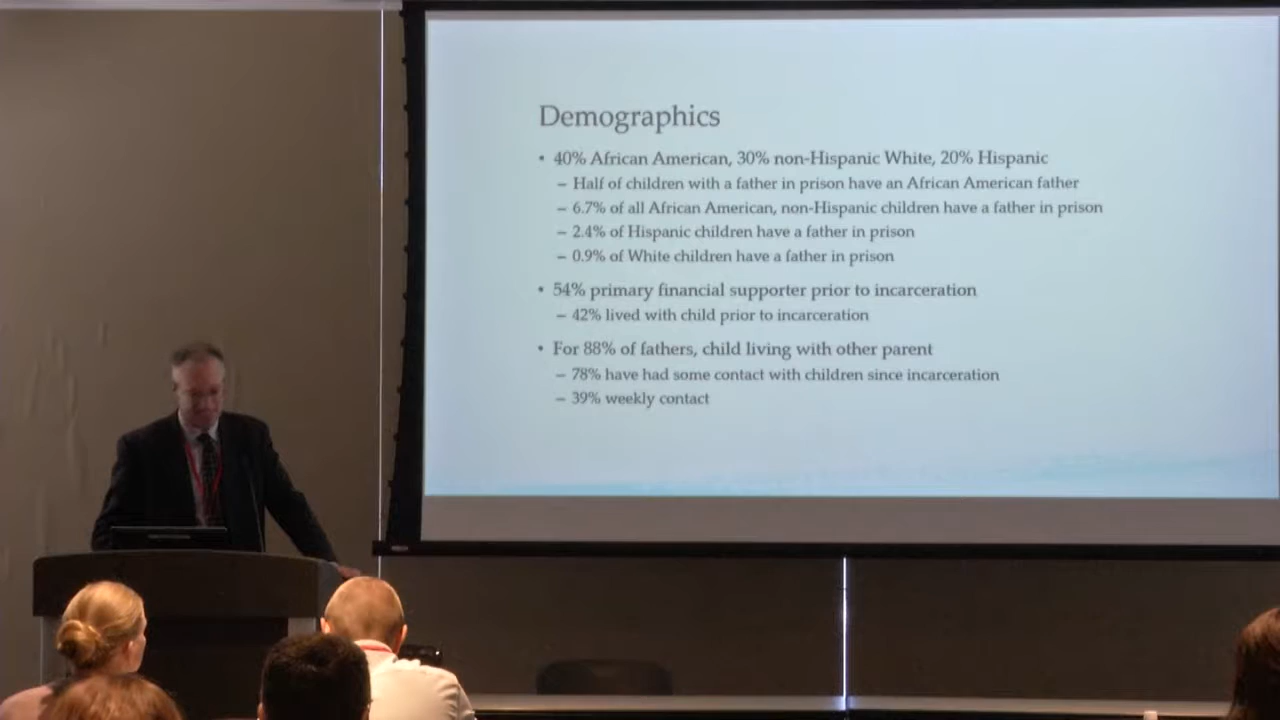 Demographics
• 40% African American, 30% non-Hispanic White, 20% Hispanic
– Half of children with a father in prison have an African American father
– 6.7% of all African American, non-Hispanic children have a father in prison
– 2.4% of Hispanic children have a father in prison
– 0.9% of White children have a father in prison
• 54% primary financial supporter prior to incarceration
– 42% lived with child prior to incarceration
• For 88% of fathers, child living with other parent
– 78% have had some contact with children since incarceration
– 39% weekly contact